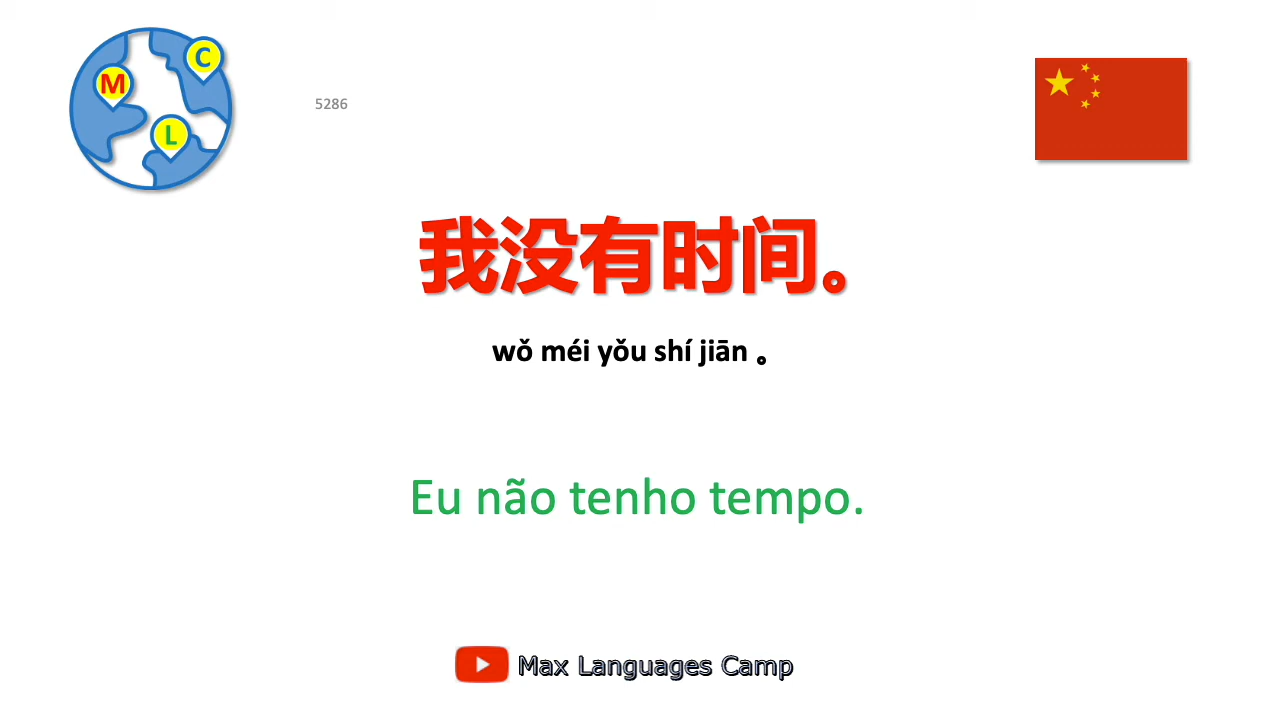 C
M
L
5286
我没有时间。
wǒ méi yǒu shí jiān 。
Eu não tenho tempo.
Max Languages Camp